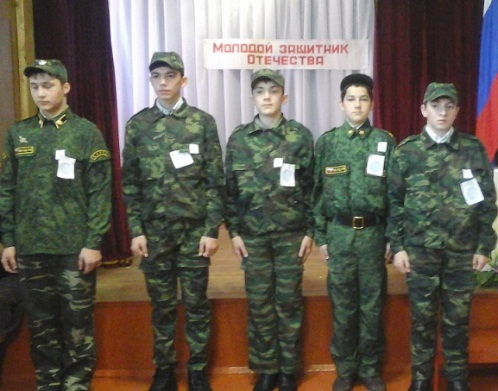 Молодой защитник
Отечества